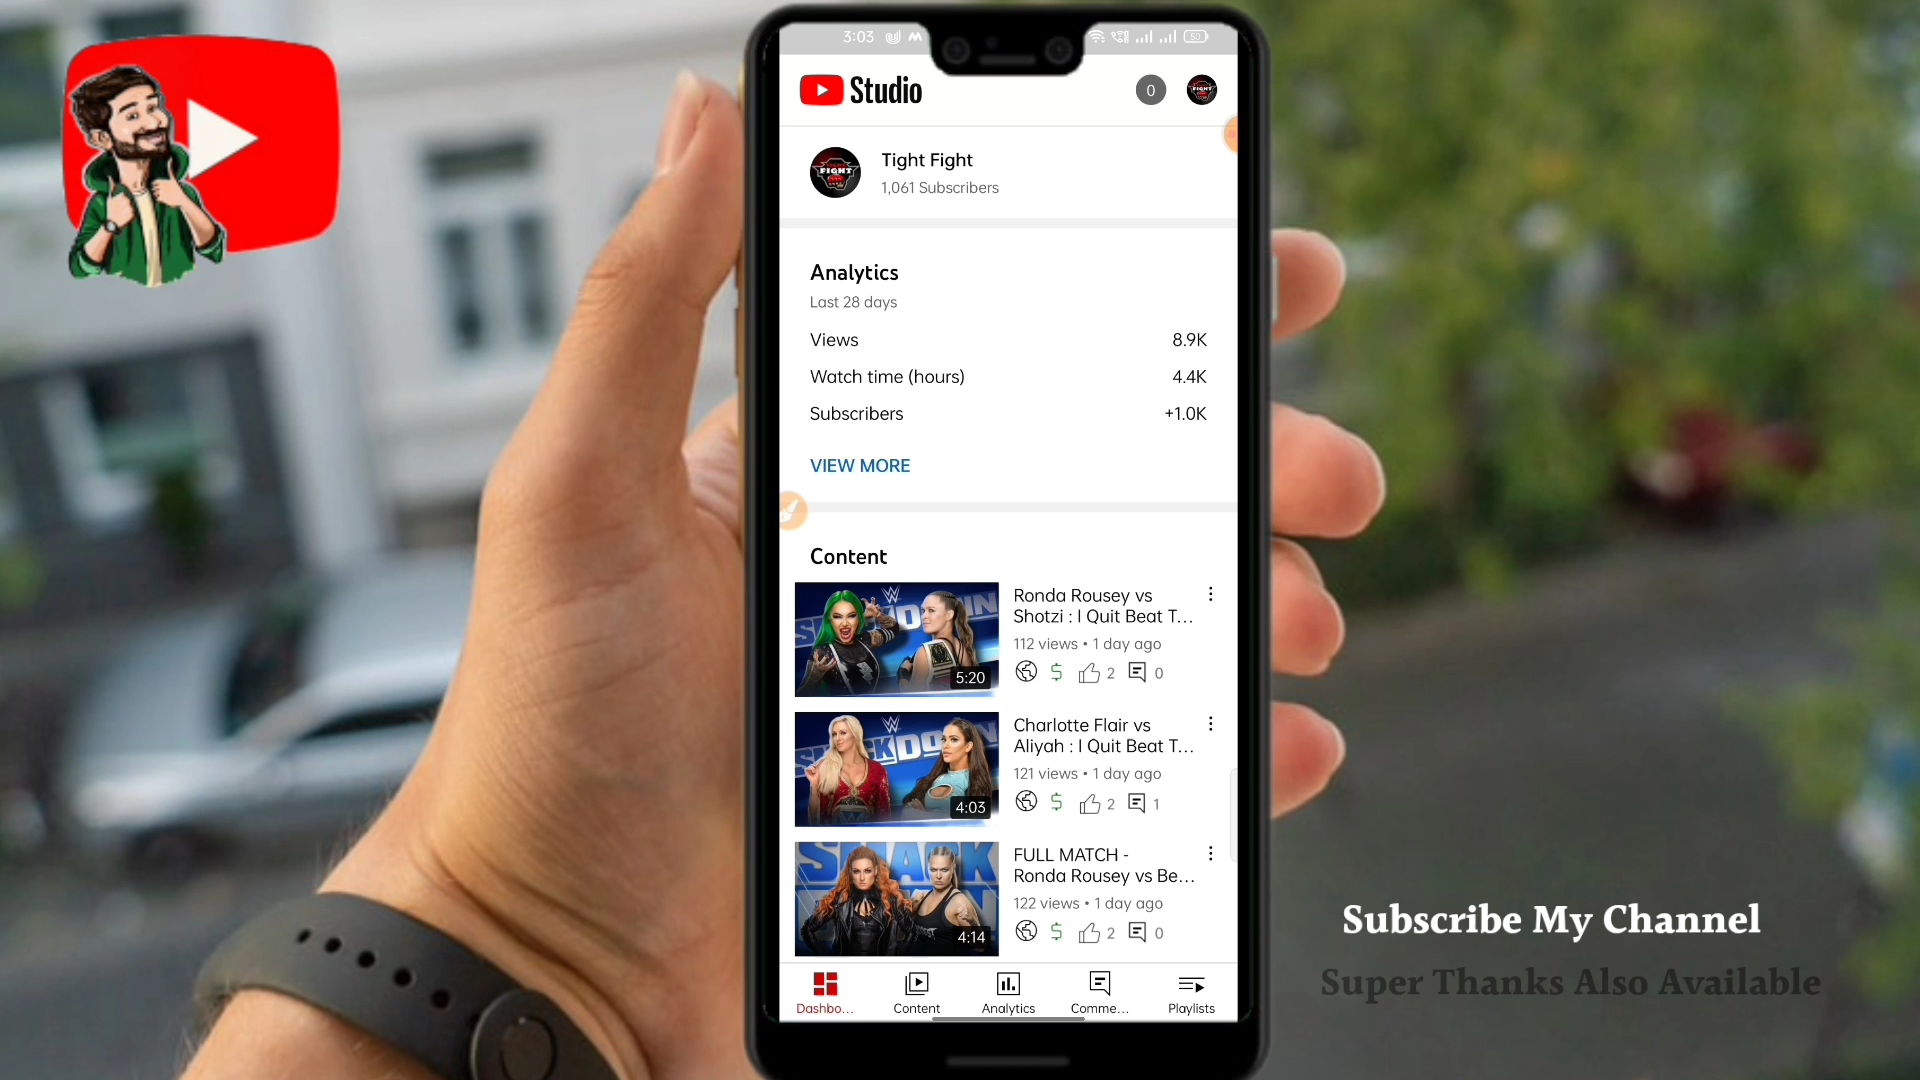 3:03
50
Studio
0
FIGHT
Tight Fight
1,061 Subscribers
FIGHT
Analytics
Last 28 days
Views 8.9K
Watch time (hours) 4.4K
Subscribers +1.0K
VIEW MORE
Content
Ronda Rousey vs
Shotzi : I Quit Beat T...
112 views • 1 day ago
2 0
5:20
Charlotte Flair vs
Aliyah : I Quit Beat T...
121 views • 1 day ago
2 1
4:03
FULL MATCH -
Ronda Rousey vs Be...
122 views • 1 day ago
2 0
4:14
Dashbo... Content Analytics Comme... Playlists
Subscribe My Channel
Super Thanks Also Available